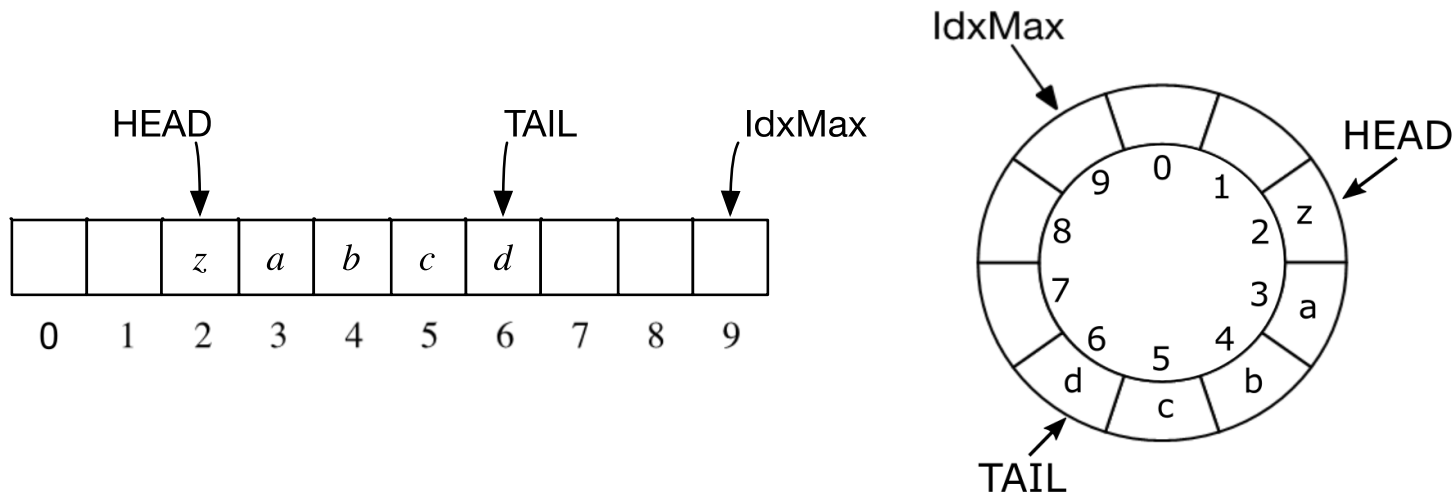 HEAD TAIL IdxMax
z a b c d
0 1 2 3 4 5 6 7 8 9
IdxMax
HEAD
9 0 1
8 2 z
7 3 a
6 5 4
d c b
TAIL